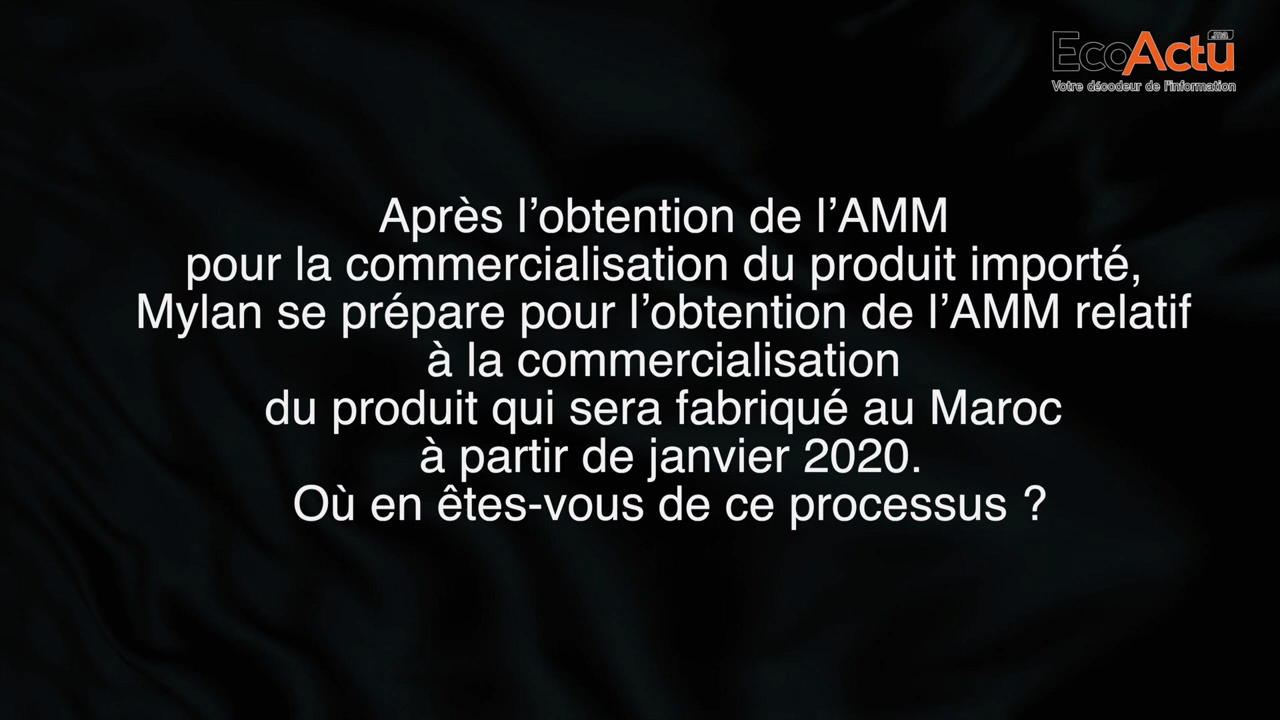 .ma
EcoActu
Votre décodeur de l'information
Après l’obtention de l’AMM
pour la commercialisation du produit importé,
Mylan se prépare pour l’obtention de l’AMM relatif
à la commercialisation
du produit qui sera fabriqué au Maroc
à partir de janvier 2020.
Où en êtes-vous de ce processus ?